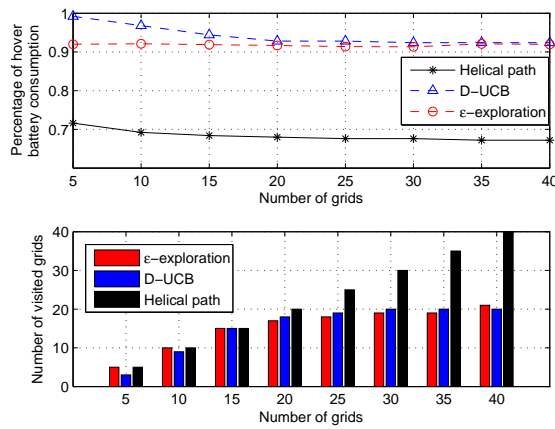 Percentage of hover
battery consumption
1
0.9
0.7
Helical path
D−UCB
ε−exploration
5 10 15 20 25 30 35 40
Number of grids
Number of visited grids
40
30
20
10
0
ε−exploration
D−UCB
Helical path
5 10 15 20 25 30 35 40
Number of grids